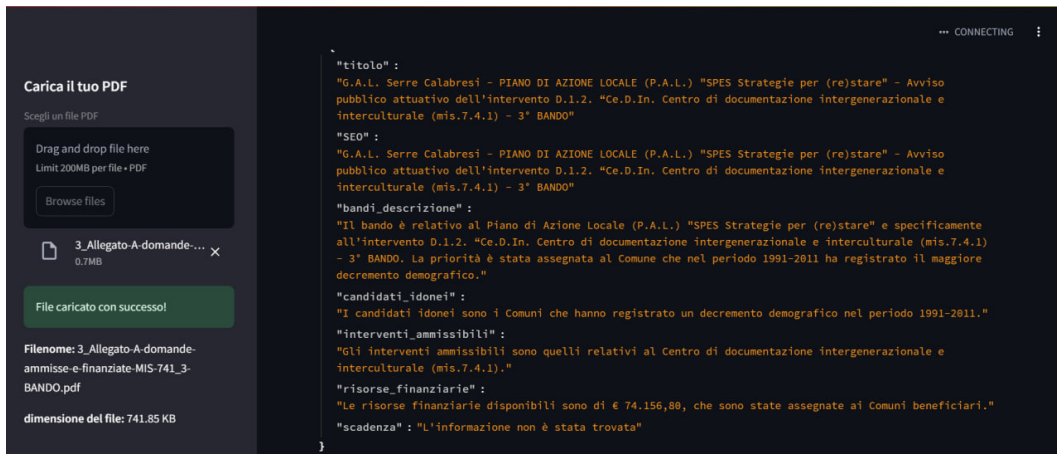 ··· CONNECTING
Carica il tuo PDF
Scegli un file PDF
Drag and drop file here
Limit 200MB per file • PDF
Browse files
3_Allegato-A-domande-...
0.7MB
File caricato con successo!
Filename: 3_Allegato-A-domande-
ammisse-e-finanziate-MIS-741_3-
BANDO.pdf
dimensione del file: 741.85 KB
{
"titolo" :
"G.A.L. Serre Calabresi - PIANO DI AZIONE LOCALE (P.A.L.) "SPES Strategie per (re)stare" - Avviso
pubblico attuativo dell'intervento D.1.2. “Ce.D.In. Centro di documentazione intergenerazionale e
interculturale (mis.7.4.1) - 3° BANDO"
"SEO" :
"G.A.L. Serre Calabresi - PIANO DI AZIONE LOCALE (P.A.L.) "SPES Strategie per (re)stare" - Avviso
pubblico attuativo dell'intervento D.1.2. “Ce.D.In. Centro di documentazione intergenerazionale e
interculturale (mis.7.4.1) - 3° BANDO"
"bandi_descrizione" :
"Il bando è relativo al Piano di Azione Locale (P.A.L.) "SPES Strategie per (re)stare" e specificamente
all'intervento D.1.2. "Ce.D.In. Centro di documentazione intergenerazionale e interculturale (mis.7.4.1)
- 3° BANDO. La priorità è stata assegnata al Comune che nel periodo 1991-2011 ha registrato il maggiore
decremento demografico."
"candidati_idonei" :
"I candidati idonei sono i Comuni che hanno registrato un decremento demografico nel periodo 1991-2011."
"interventi_ammissibili" :
"Gli interventi ammissibili sono quelli relativi al Centro di documentazione intergenerazionale e
interculturale (mis.7.4.1)."
"risorse_finanziarie" :
"Le risorse finanziarie disponibili sono di € 74.156,80, che sono state assegnate ai Comuni beneficiari."
"scadenza" : "L'informazione non è stata trovata"
}